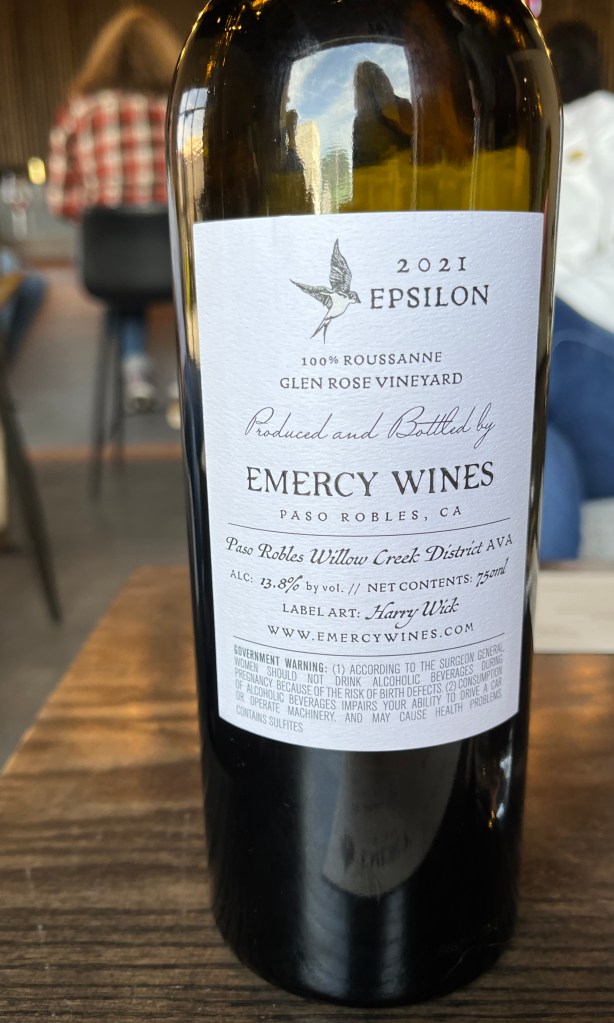 2021
EPSILON
100% ROUSSANNE
GLEN ROSE VINEYARD
Produced and Bottled by
EMERCY WINES
PASO ROBLES, CA
Paso Robles Willow Creek District AVA
ALC: 13.8% by vol. // NET CONTENTS: 750ml
LABEL ART: Harry Wick
WWW.EMERCYWINES.COM
GOVERNMENT WARNING: (1) ACCORDING TO THE SURGEON GENERAL,
WOMEN SHOULD NOT DRINK ALCOHOLIC BEVERAGES DURING
PREGNANCY BECAUSE OF THE RISK OF BIRTH DEFECTS. (2) CONSUMPTION
OF ALCOHOLIC BEVERAGES IMPAIRS YOUR ABILITY TO DRIVE A CAR
OR OPERATE MACHINERY, AND MAY CAUSE HEALTH PROBLEMS.
CONTAINS SULFITES